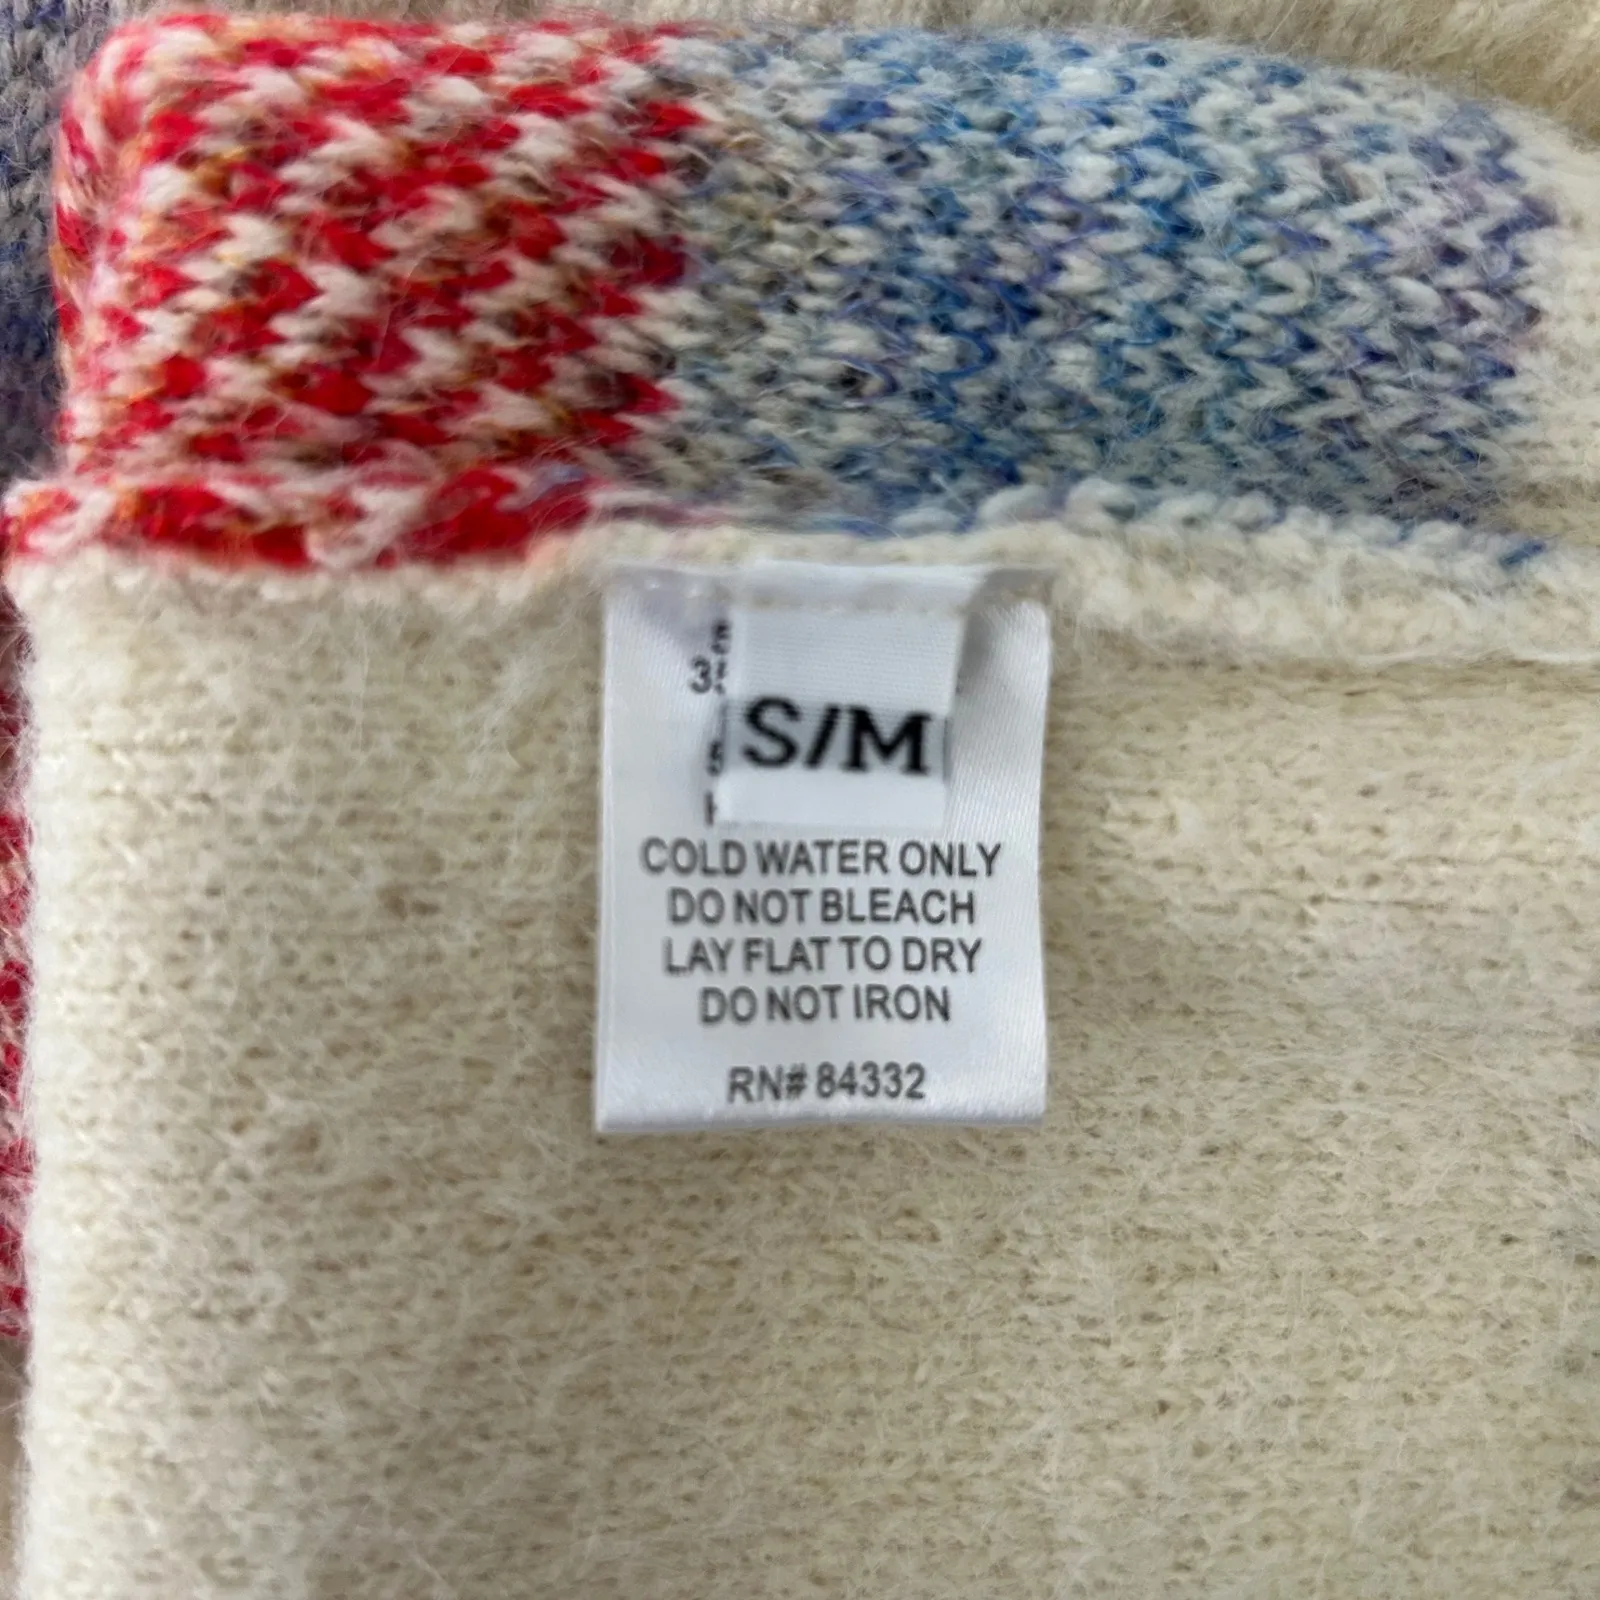 S/M
COLD WATER ONLY
DO NOT BLEACH
LAY FLAT TO DRY
DO NOT IRON
RN# 84332